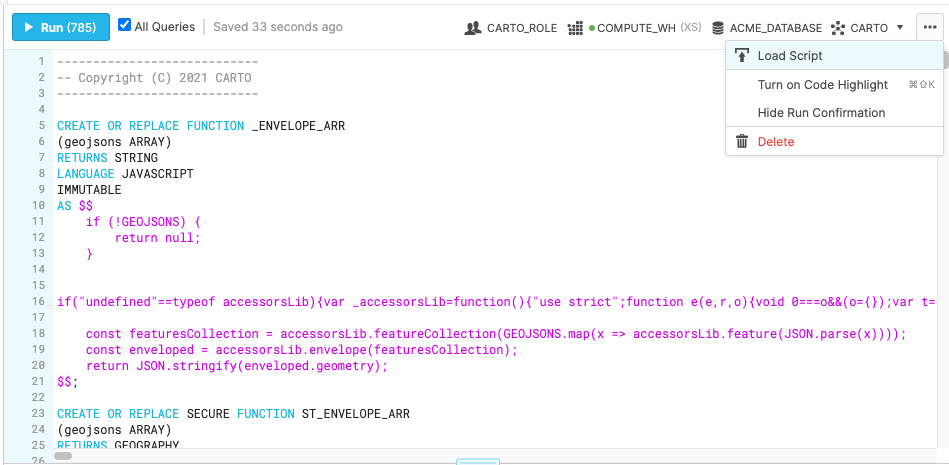 Run (785) All Queries Saved 33 seconds ago CARTO_ROLE COMPUTE_WH (XS) ACME_DATABASE CARTO
Load Script
Turn on Code Highlight ⌘⇧K
Hide Run Confirmation
Delete
1 ----------------------------
2 -- Copyright (C) 2021 CARTO
3 ----------------------------
4
5 CREATE OR REPLACE FUNCTION _ENVELOPE_ARR
6 (geojsons ARRAY)
7 RETURNS STRING
8 LANGUAGE JAVASCRIPT
9 IMMUTABLE
10 AS $$
11     if (!GEOJSONS) {
12         return null;
13     }
14
15
16 if("undefined"==typeof accessorsLib){var _accessorsLib=function(){"use strict";function e(e,r,o){void 0===o&&(o={});var t=
17
18     const featuresCollection = accessorsLib.featureCollection(GEOJSONS.map(x => accessorsLib.feature(JSON.parse(x))));
19     const enveloped = accessorsLib.envelope(featuresCollection);
20     return JSON.stringify(enveloped.geometry);
21 $$;
22
23 CREATE OR REPLACE SECURE FUNCTION ST_ENVELOPE_ARR
24 (geojsons ARRAY)
25 RETURNS GEOGRAPHY
26